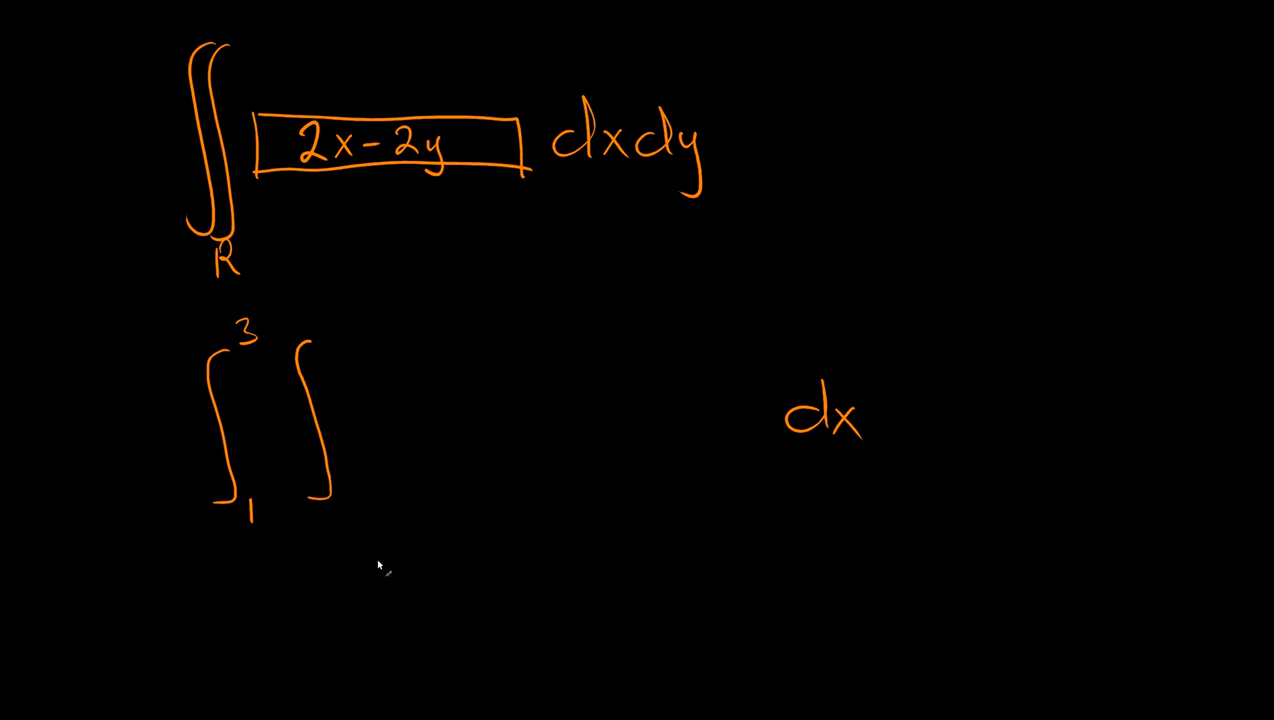 ∬_R 2x - 2y dxdy
∫_1^3 ∫ dx